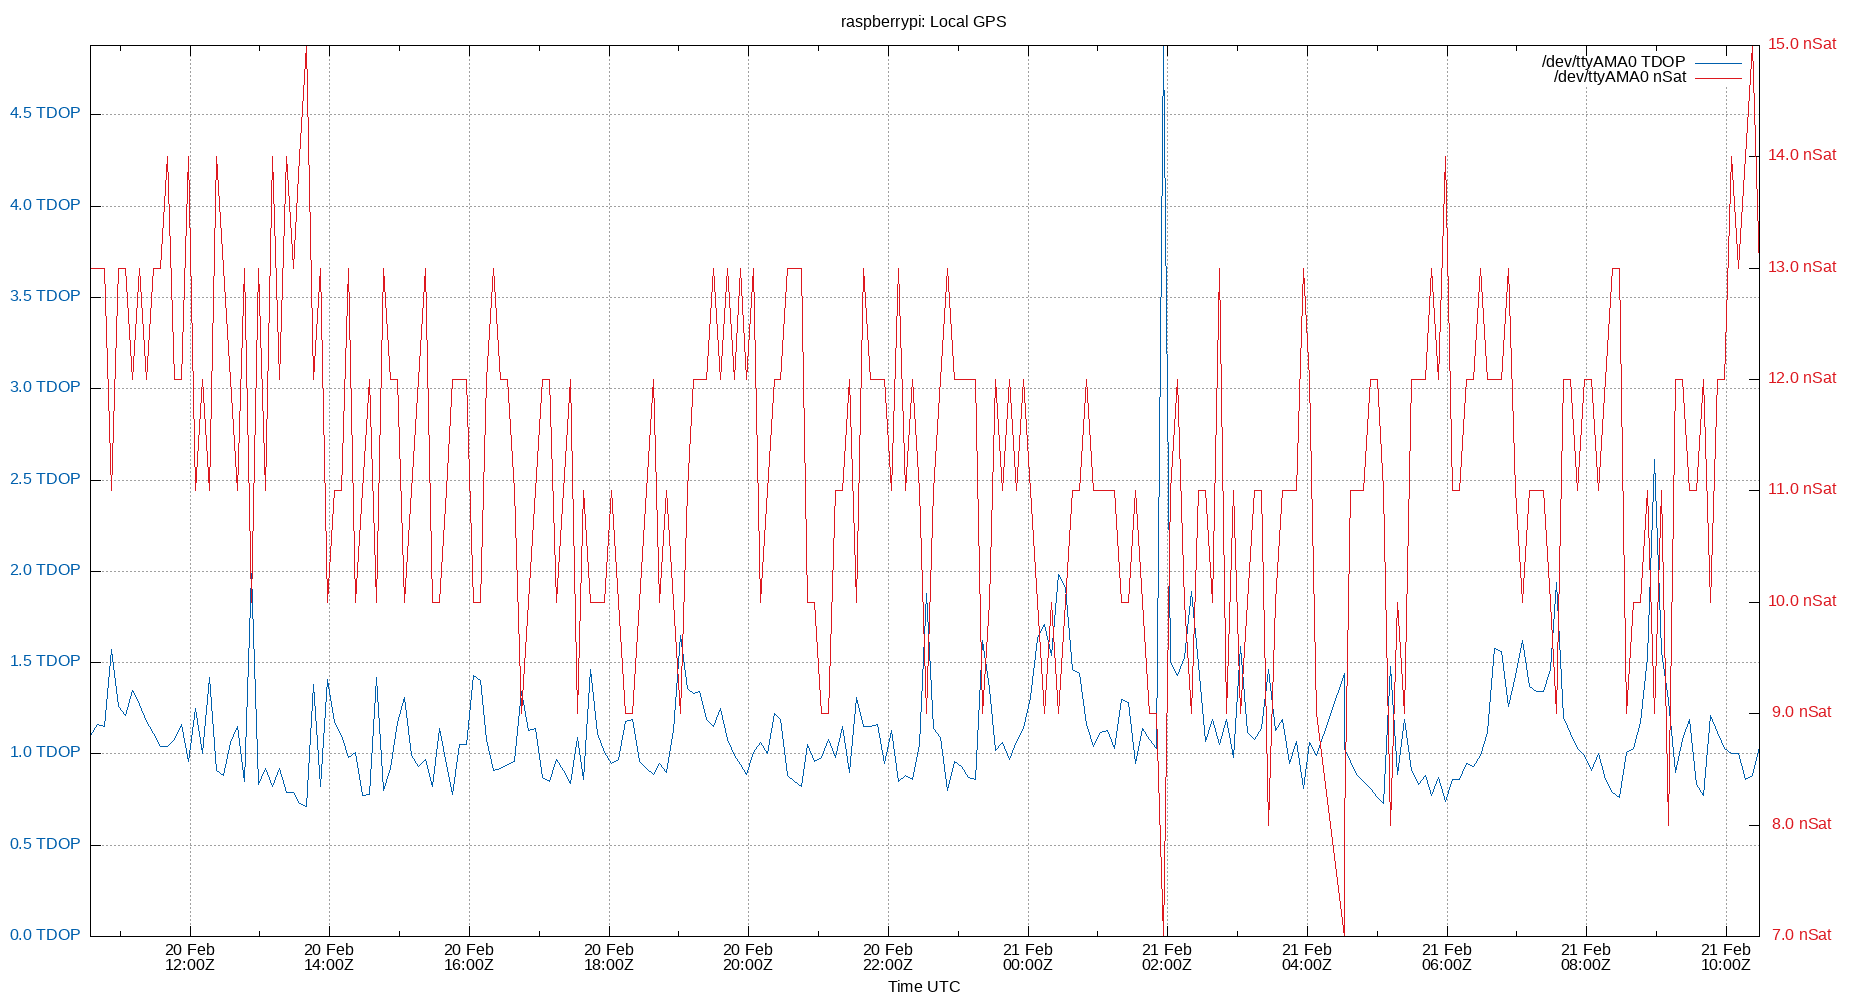 raspberrypi: Local GPS
/dev/ttyAMA0 TDOP
/dev/ttyAMA0 nSat
4.5 TDOP
4.0 TDOP
3.5 TDOP
3.0 TDOP
2.5 TDOP
2.0 TDOP
1.5 TDOP
1.0 TDOP
0.5 TDOP
0.0 TDOP
15.0 nSat
14.0 nSat
13.0 nSat
12.0 nSat
11.0 nSat
10.0 nSat
9.0 nSat
8.0 nSat
7.0 nSat
20 Feb
12:00Z
20 Feb
14:00Z
20 Feb
16:00Z
20 Feb
18:00Z
20 Feb
20:00Z
20 Feb
22:00Z
21 Feb
00:00Z
21 Feb
02:00Z
21 Feb
04:00Z
21 Feb
06:00Z
21 Feb
08:00Z
21 Feb
10:00Z
Time UTC